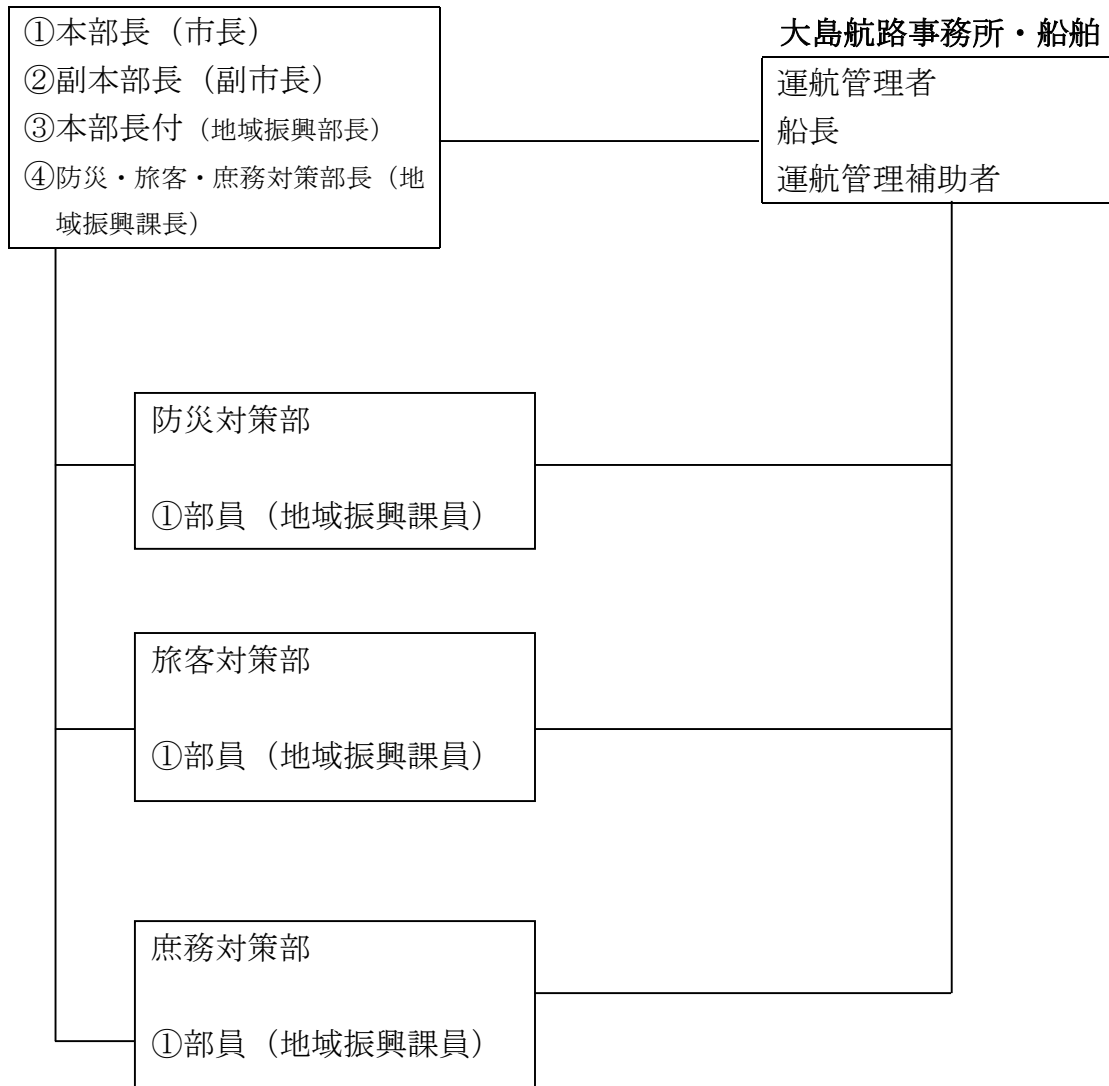 ①本部長（市長）
②副本部長（副市長）
③本部長付（地域振興部長）
④防災・旅客・庶務対策部長（地
域振興課長）
大島航路事務所・船舶
運航管理者
船長
運航管理補助者
防災対策部
①部員（地域振興課員）
旅客対策部
①部員（地域振興課員）
庶務対策部
①部員（地域振興課員）